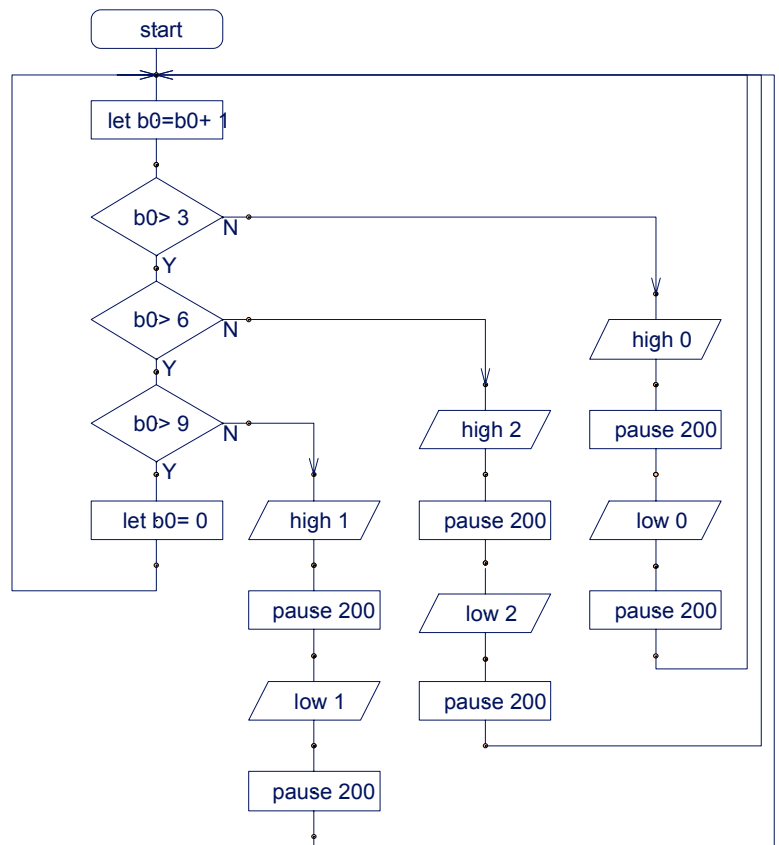 start
let b0=b0+ 1
b0> 3
N
Y
b0> 6
N
Y
b0> 9
N
Y
let b0= 0
high 1
pause 200
low 1
pause 200
high 2
pause 200
low 2
pause 200
high 0
pause 200
low 0
pause 200